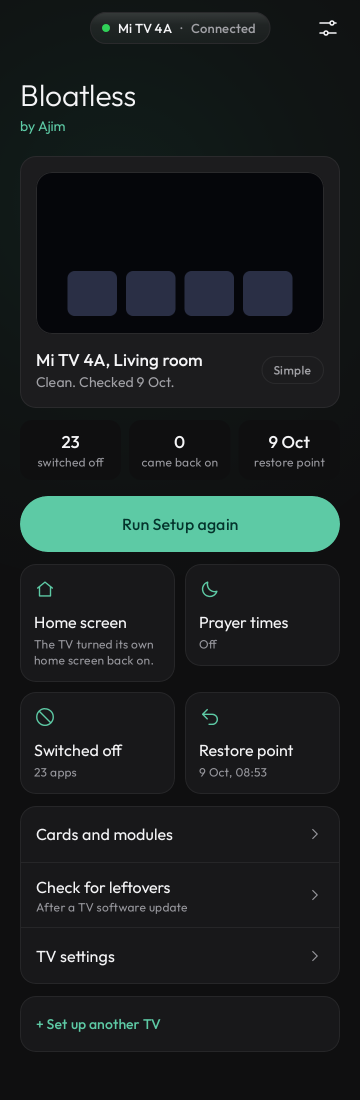 Mi TV 4A · Connected
Bloatless
by Ajim
Mi TV 4A, Living room
Clean. Checked 9 Oct.
Simple
23
switched off
0
came back on
9 Oct
restore point
Run Setup again
Home screen
The TV turned its own
home screen back on.
Prayer times
Off
Switched off
23 apps
Restore point
9 Oct, 08:53
Cards and modules
Check for leftovers
After a TV software update
TV settings
+ Set up another TV